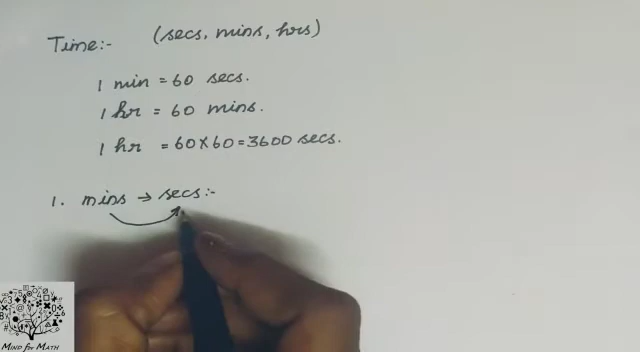 Time:- (secs, mins, hrs)
1 min = 60 secs.
1 hr = 60 mins.
1 hr = 60×60=3600 secs.
1. mins → secs:-
MIND for MATH